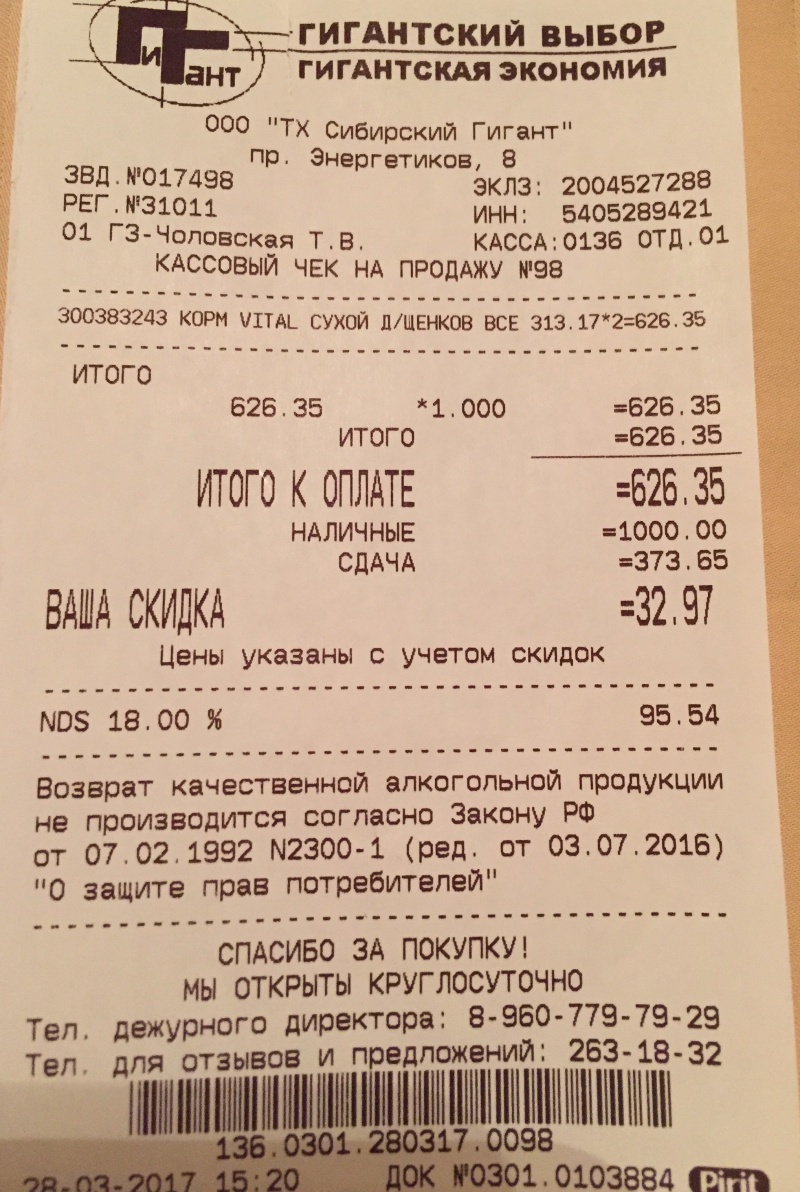 ГИГАНТ
ГИГАНТСКИЙ ВЫБОР
ГИГАНТСКАЯ ЭКОНОМИЯ
ООО "ТХ Сибирский Гигант"
пр. Энергетиков, 8
ЗВД.№017498 ЭКЛЗ: 2004527288
РЕГ.№31011 ИНН: 5405289421
01 ГЗ-Чоловская Т.В. КАССА:0136 ОТД.01
КАССОВЫЙ ЧЕК НА ПРОДАЖУ №98
300383243 КОРМ VITAL СУХОЙ Д/ЩЕНКОВ ВСЕ 313.17*2=626.35
ИТОГО
626.35 *1.000 =626.35
ИТОГО =626.35
ИТОГО К ОПЛАТЕ =626.35
НАЛИЧНЫЕ =1000.00
СДАЧА =373.65
ВАША СКИДКА =32.97
Цены указаны с учетом скидок
NDS 18.00 % 95.54
Возврат качественной алкогольной продукции
не производится согласно Закону РФ
от 07.02.1992 N2300-1 (ред. от 03.07.2016)
"О защите прав потребителей"
СПАСИБО ЗА ПОКУПКУ!
МЫ ОТКРЫТЫ КРУГЛОСУТОЧНО
Тел. дежурного директора: 8-960-779-79-29
Тел. для отзывов и предложений: 263-18-32
136.0301.280317.0098
28-03-2017 15:20 ДОК №0301.0103884 Pirit